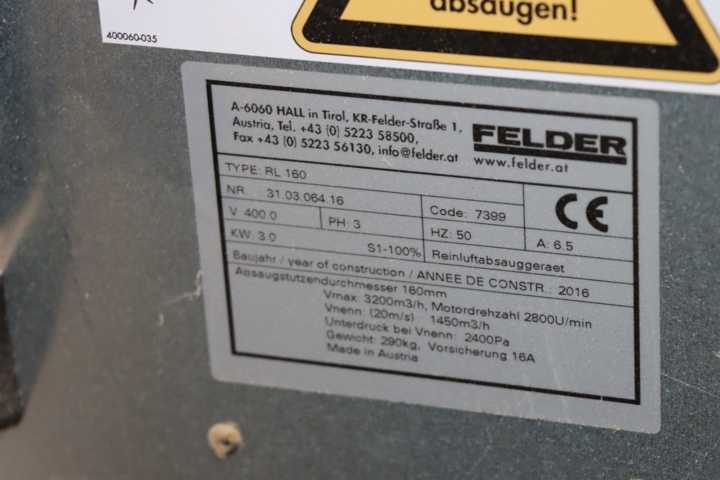 absaugen!
400060-035
A-6060 HALL in Tirol, KR-Felder-Straße 1,
Austria, Tel. +43 (0) 5223 58500,
Fax +43 (0) 5223 56130, info@felder.at
FELDER
www.felder.at
TYPE: RL 160
NR. : 31.03.064.16
Code: 7399
CE
V: 400.0
PH: 3
HZ: 50
A: 6.5
KW: 3.0
S1-100%
Reinluftabsauggeraet
Baujahr / year of construction / ANNEE DE CONSTR.: 2016
Absaugstutzendurchmesser 160mm
Vmax: 3200m3/h, Motordrehzahl 2800U/min
Vnenn: (20m/s) 1450m3/h
Unterdruck bei Vnenn: 2400Pa
Gewicht: 290kg, Vorsicherung 16A
Made in Austria